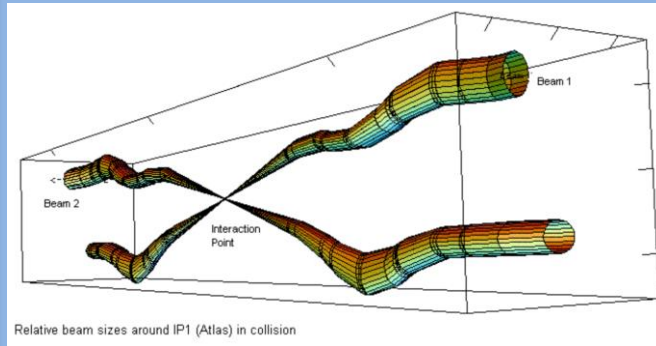 Beam 1
Beam 2
Interaction
Point
Relative beam sizes around IP1 (Atlas) in collision